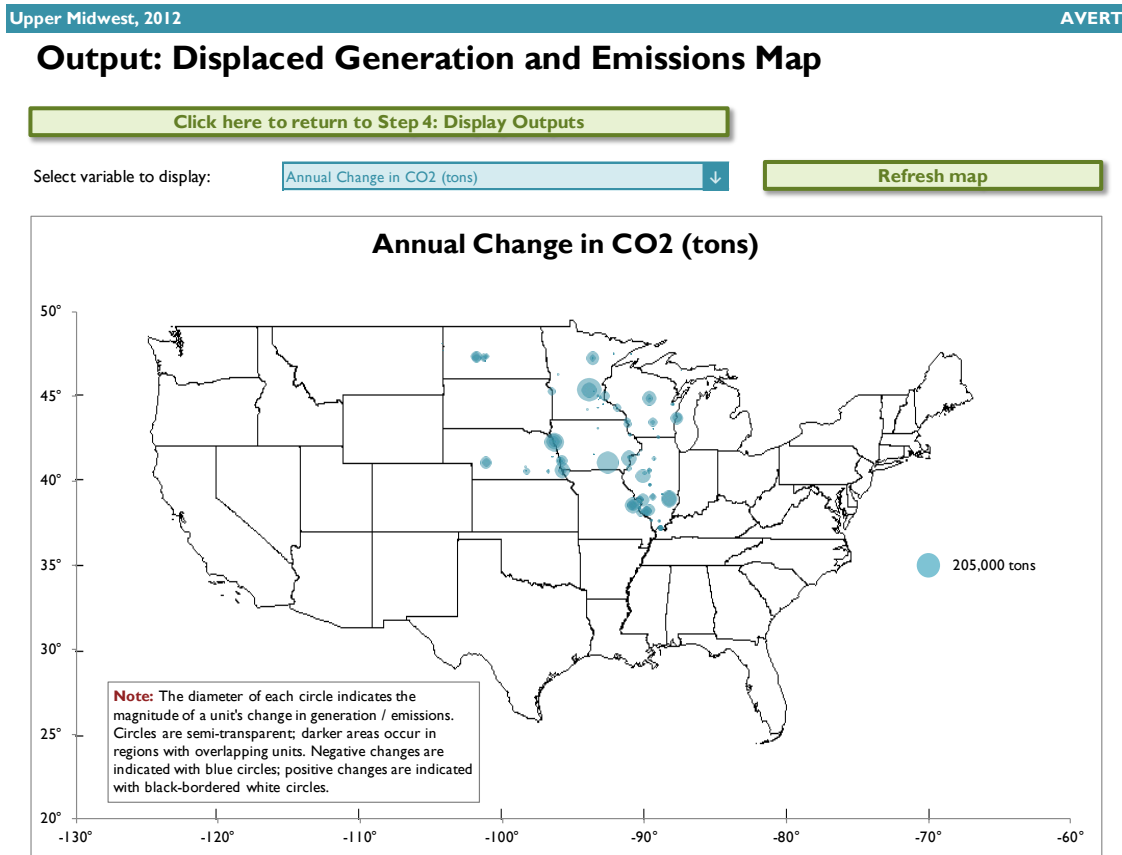 Upper Midwest, 2012 AVERT
Output: Displaced Generation and Emissions Map
Click here to return to Step 4: Display Outputs
Select variable to display: Annual Change in CO2 (tons) Refresh map
Annual Change in CO2 (tons)
50°
45°
40°
35°
205,000 tons
30°
Note: The diameter of each circle indicates the
magnitude of a unit's change in generation / emissions.
Circles are semi-transparent; darker areas occur in
regions with overlapping units. Negative changes are
indicated with blue circles; positive changes are indicated
with black-bordered white circles.
25°
20°
-130° -120° -110° -100° -90° -80° -70° -60°